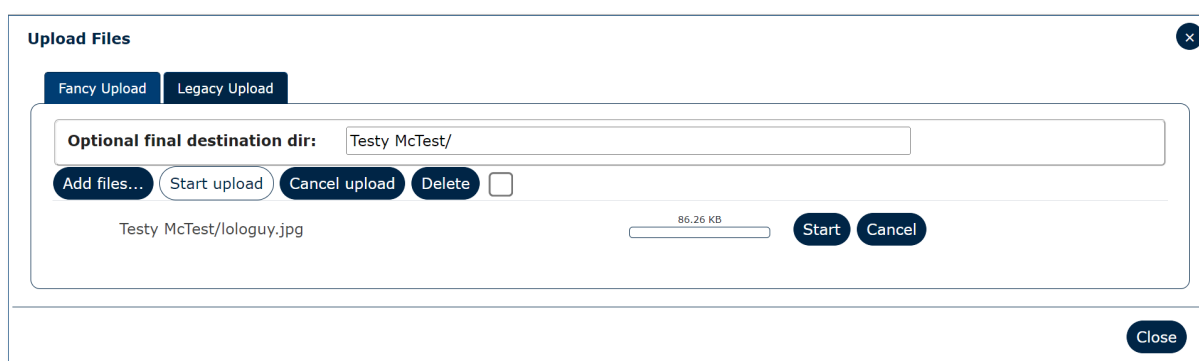 Upload Files
×
Fancy Upload Legacy Upload
Optional final destination dir: Testy McTest/
Add files... Start upload Cancel upload Delete
86.26 KB
Testy McTest/lologuy.jpg Start Cancel
Close